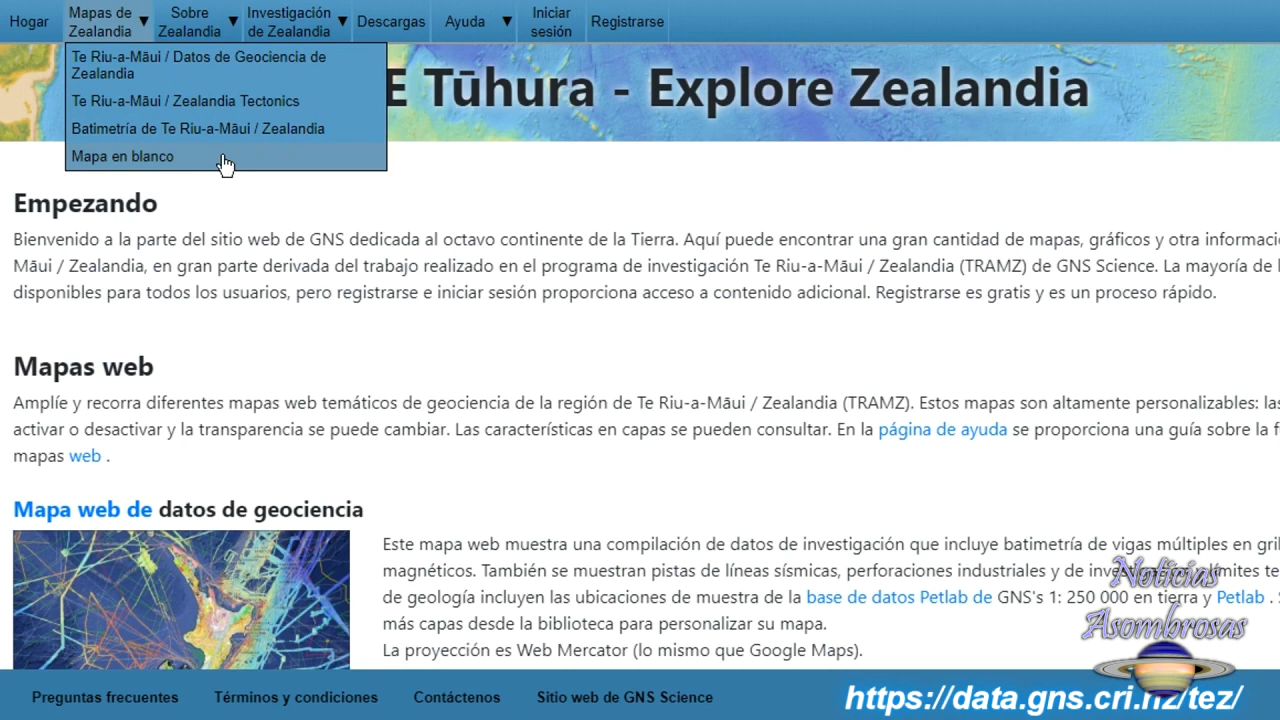 Hogar
Mapas de
Zealandia ▼
Sobre
Zealandia ▼
Investigación
de Zealandia ▼
Descargas
Ayuda ▼
Iniciar
sesión
Registrarse
Te Riu-a-Māui / Datos de Geociencia de
Zealandia
Te Riu-a-Māui / Zealandia Tectonics
Batimetría de Te Riu-a-Māui / Zealandia
Mapa en blanco
E Tūhura - Explore Zealandia
Empezando
Bienvenido a la parte del sitio web de GNS dedicada al octavo continente de la Tierra. Aquí puede encontrar una gran cantidad de mapas, gráficos y otra informaci
Māui / Zealandia, en gran parte derivada del trabajo realizado en el programa de investigación Te Riu-a-Māui / Zealandia (TRAMZ) de GNS Science. La mayoría de l
disponibles para todos los usuarios, pero registrarse e iniciar sesión proporciona acceso a contenido adicional. Registrarse es gratis y es un proceso rápido.
Mapas web
Amplíe y recorra diferentes mapas web temáticos de geociencia de la región de Te Riu-a-Māui / Zealandia (TRAMZ). Estos mapas son altamente personalizables: las
activar o desactivar y la transparencia se puede cambiar. Las características en capas se pueden consultar. En la página de ayuda se proporciona una guía sobre la f
mapas web .
Mapa web de datos de geociencia
Este mapa web muestra una compilación de datos de investigación que incluye batimetría de vigas múltiples en gril
magnéticos. También se muestran pistas de líneas sísmicas, perforaciones industriales y de límites te
de geología incluyen las ubicaciones de muestra de la base de datos Petlab de GNS's 1: 250 000 en tierra y Petlab . S
más capas desde la biblioteca para personalizar su mapa.
La proyección es Web Mercator (lo mismo que Google Maps).
Noticias
Asombrosas
Preguntas frecuentes
Términos y condiciones
Contáctenos
Sitio web de GNS Science
https://data.gns.cri.nz/tez/